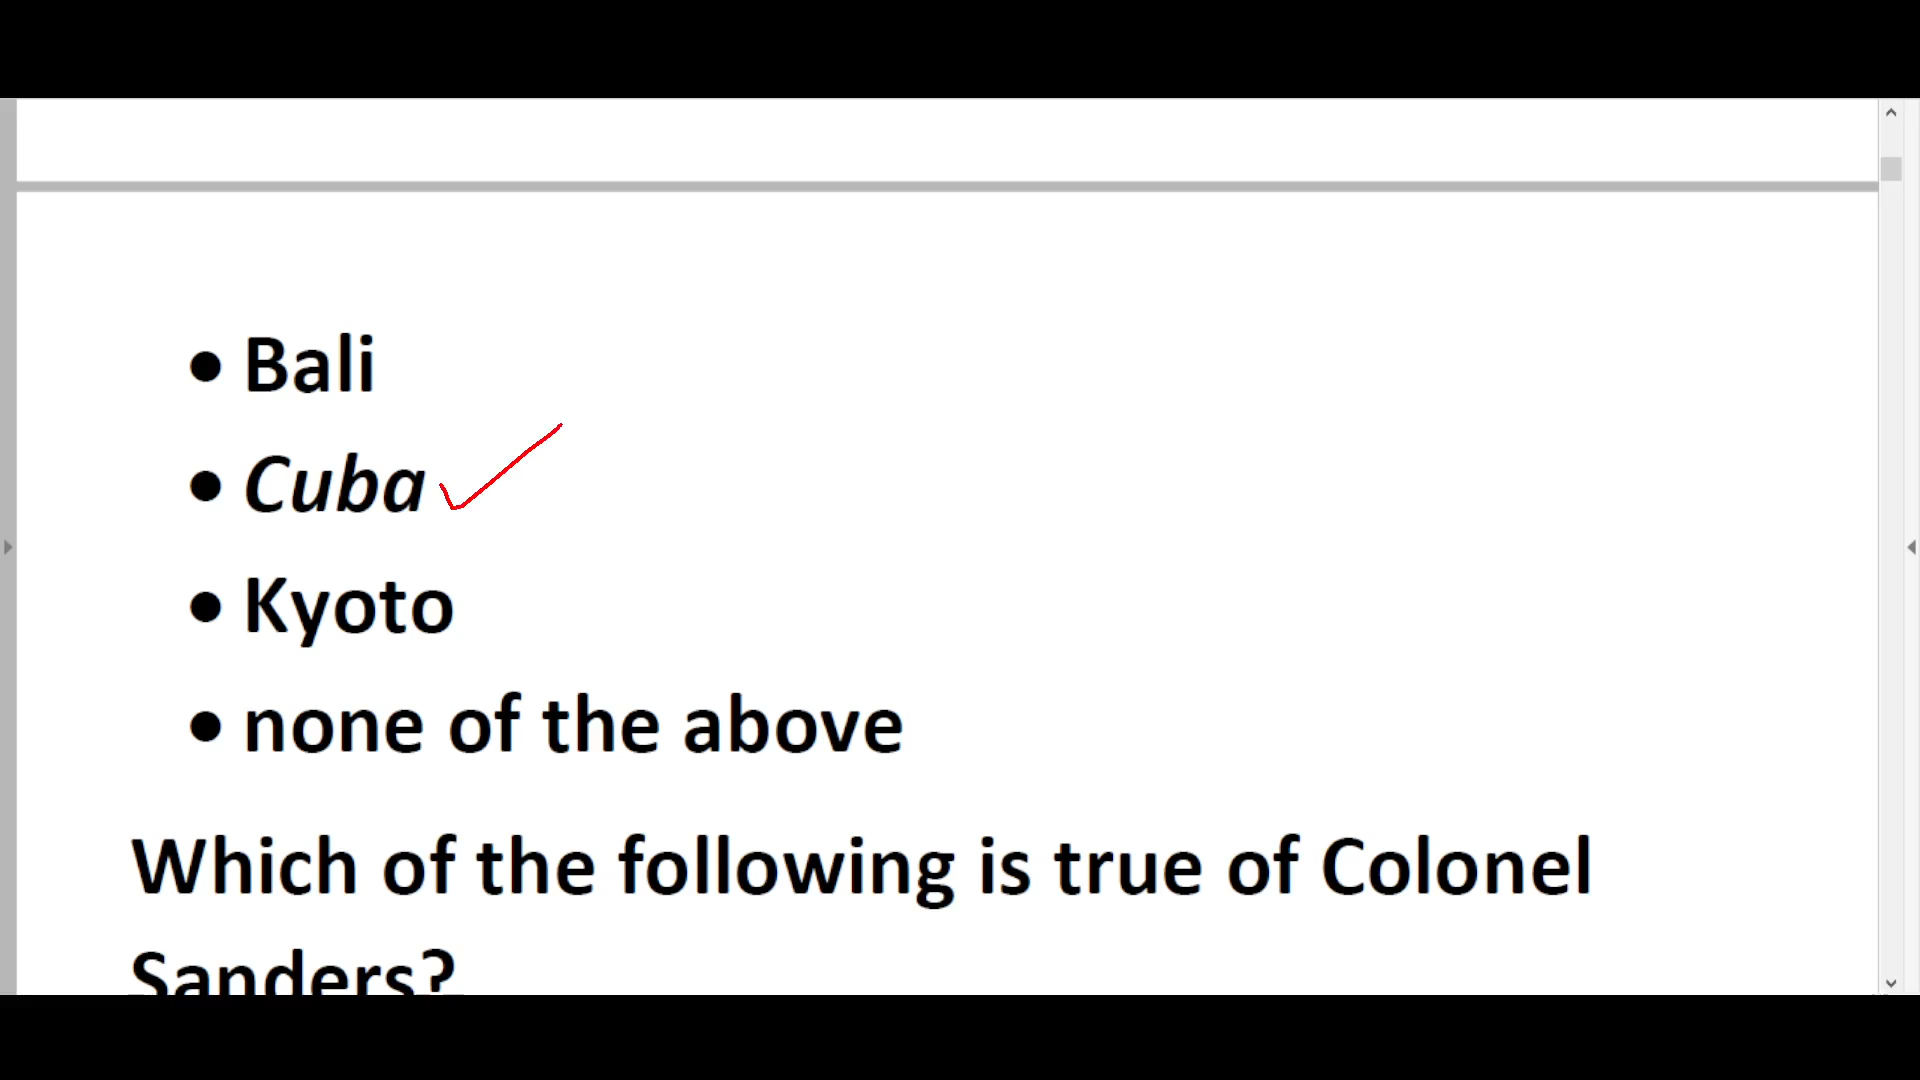 • Bali
• Cuba
• Kyoto
• none of the above
Which of the following is true of Colonel
Sanders?